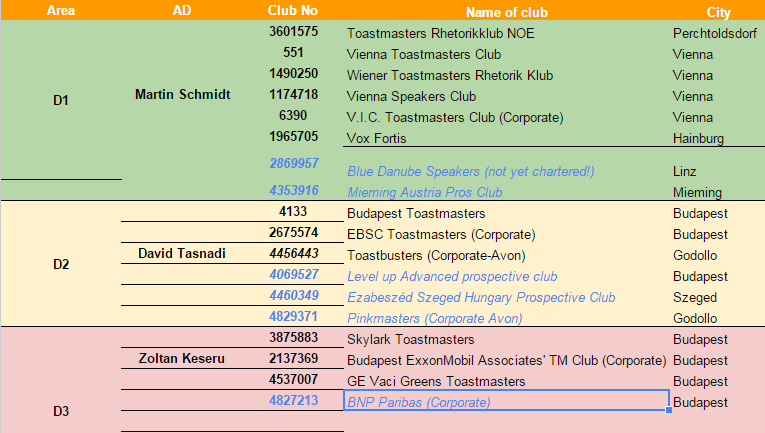 Area AD Club No Name of club City
3601575 Toastmasters Rhetorikklub NOE Perchtoldsdorf
551 Vienna Toastmasters Club Vienna
1490250 Wiener Toastmasters Rhetorik Klub Vienna
D1 Martin Schmidt 1174718 Vienna Speakers Club Vienna
6390 V.I.C. Toastmasters Club (Corporate) Vienna
1965705 Vox Fortis Hainburg
2869957 Blue Danube Speakers (not yet chartered!) Linz
4353916 Mieming Austria Pros Club Mieming
4133 Budapest Toastmasters Budapest
2675574 EBSC Toastmasters (Corporate) Budapest
D2 David Tasnadi 4456443 Toastbusters (Corporate-Avon) Godollo
4069527 Level up Advanced prospective club Budapest
4460349 Ezabeszéd Szeged Hungary Prospective Club Szeged
4829371 Pinkmasters (Corporate Avon) Godollo
3875883 Skylark Toastmasters Budapest
Zoltan Keseru 2137369 Budapest ExxonMobil Associates' TM Club (Corporate) Budapest
4537007 GE Vaci Greens Toastmasters Budapest
D3 4827213 BNP Paribas (Corporate) Budapest